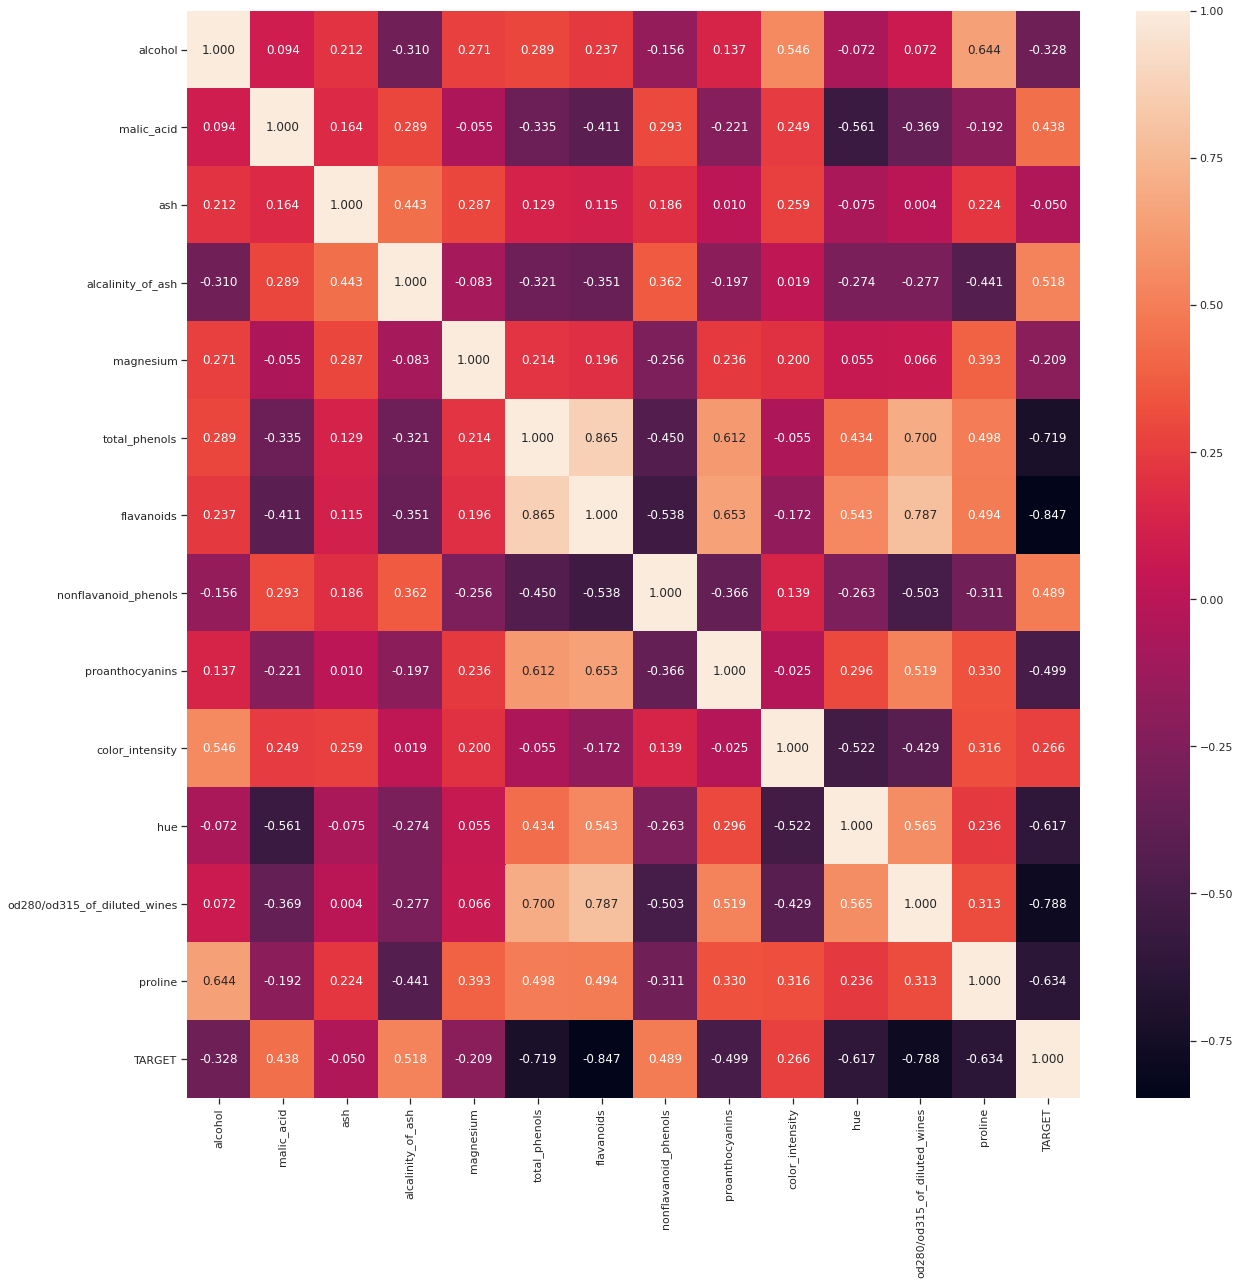 alcohol 1.000 0.094 0.212 -0.310 0.271 0.289 0.237 -0.156 0.137 0.546 -0.072 0.072 0.644 -0.328
malic_acid 0.094 1.000 0.164 0.289 -0.055 -0.335 -0.411 0.293 -0.221 0.249 -0.561 -0.369 -0.192 0.438
ash 0.212 0.164 1.000 0.443 0.287 0.129 0.115 0.186 0.010 0.259 -0.075 0.004 0.224 -0.050
alcalinity_of_ash -0.310 0.289 0.443 1.000 -0.083 -0.321 -0.351 0.362 -0.197 0.019 -0.274 -0.277 -0.441 0.518
magnesium 0.271 -0.055 0.287 -0.083 1.000 0.214 0.196 -0.256 0.236 0.200 0.055 0.066 0.393 -0.209
total_phenols 0.289 -0.335 0.129 -0.321 0.214 1.000 0.865 -0.450 0.612 -0.055 0.434 0.700 0.498 -0.719
flavanoids 0.237 -0.411 0.115 -0.351 0.196 0.865 1.000 -0.538 0.653 -0.172 0.543 0.787 0.494 -0.847
nonflavanoid_phenols -0.156 0.293 0.186 0.362 -0.256 -0.450 -0.538 1.000 -0.366 0.139 -0.263 -0.503 -0.311 0.489
proanthocyanins 0.137 -0.221 0.010 -0.197 0.236 0.612 0.653 -0.366 1.000 -0.025 0.296 0.519 0.330 -0.499
color_intensity 0.546 0.249 0.259 0.019 0.200 -0.055 -0.172 0.139 -0.025 1.000 -0.522 -0.429 0.316 0.266
hue -0.072 -0.561 -0.075 -0.274 0.055 0.434 0.543 -0.263 0.296 -0.522 1.000 0.565 0.236 -0.617
od280/od315_of_diluted_wines 0.072 -0.369 0.004 -0.277 0.066 0.700 0.787 -0.503 0.519 -0.429 0.565 1.000 0.313 -0.788
proline 0.644 -0.192 0.224 -0.441 0.393 0.498 0.494 -0.311 0.330 0.316 0.236 0.313 1.000 -0.634
TARGET -0.328 0.438 -0.050 0.518 -0.209 -0.719 -0.847 0.489 -0.499 0.266 -0.617 -0.788 -0.634 1.000
alcohol
malic_acid
ash
alcalinity_of_ash
magnesium
total_phenols
flavanoids
nonflavanoid_phenols
proanthocyanins
color_intensity
hue
od280/od315_of_diluted_wines
proline
TARGET
1.00
0.75
0.50
0.25
0.00
−0.25
−0.50
−0.75